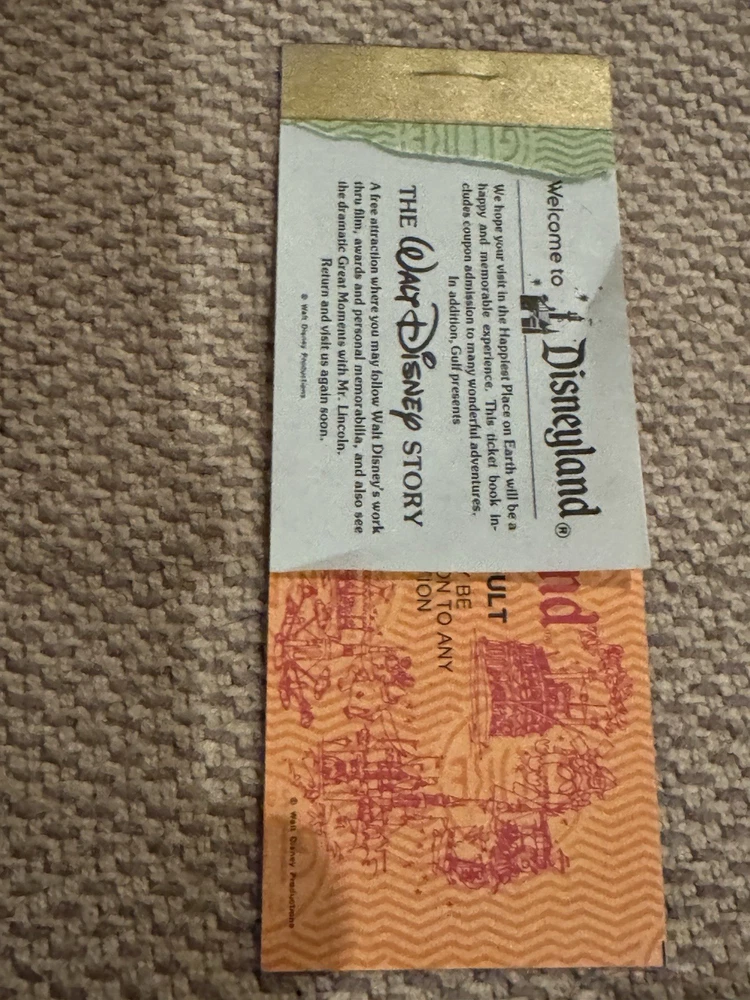 Welcome to Disneyland®
We hope your visit in the Happiest Place on Earth will be a
happy and memorable experience. This ticket book in-
cludes coupon admission to many wonderful adventures.
In addition, Gulf presents
THE WALT DISNEY STORY
A free attraction where you may follow Walt Disney's work
thru film, awards and personal memorabilia, and also see
the dramatic Great Moments with Mr. Lincoln.
Return and visit us again soon.
© Walt Disney Productions
nd
ULT
BE
ON TO ANY
ION
© Walt Disney Productions